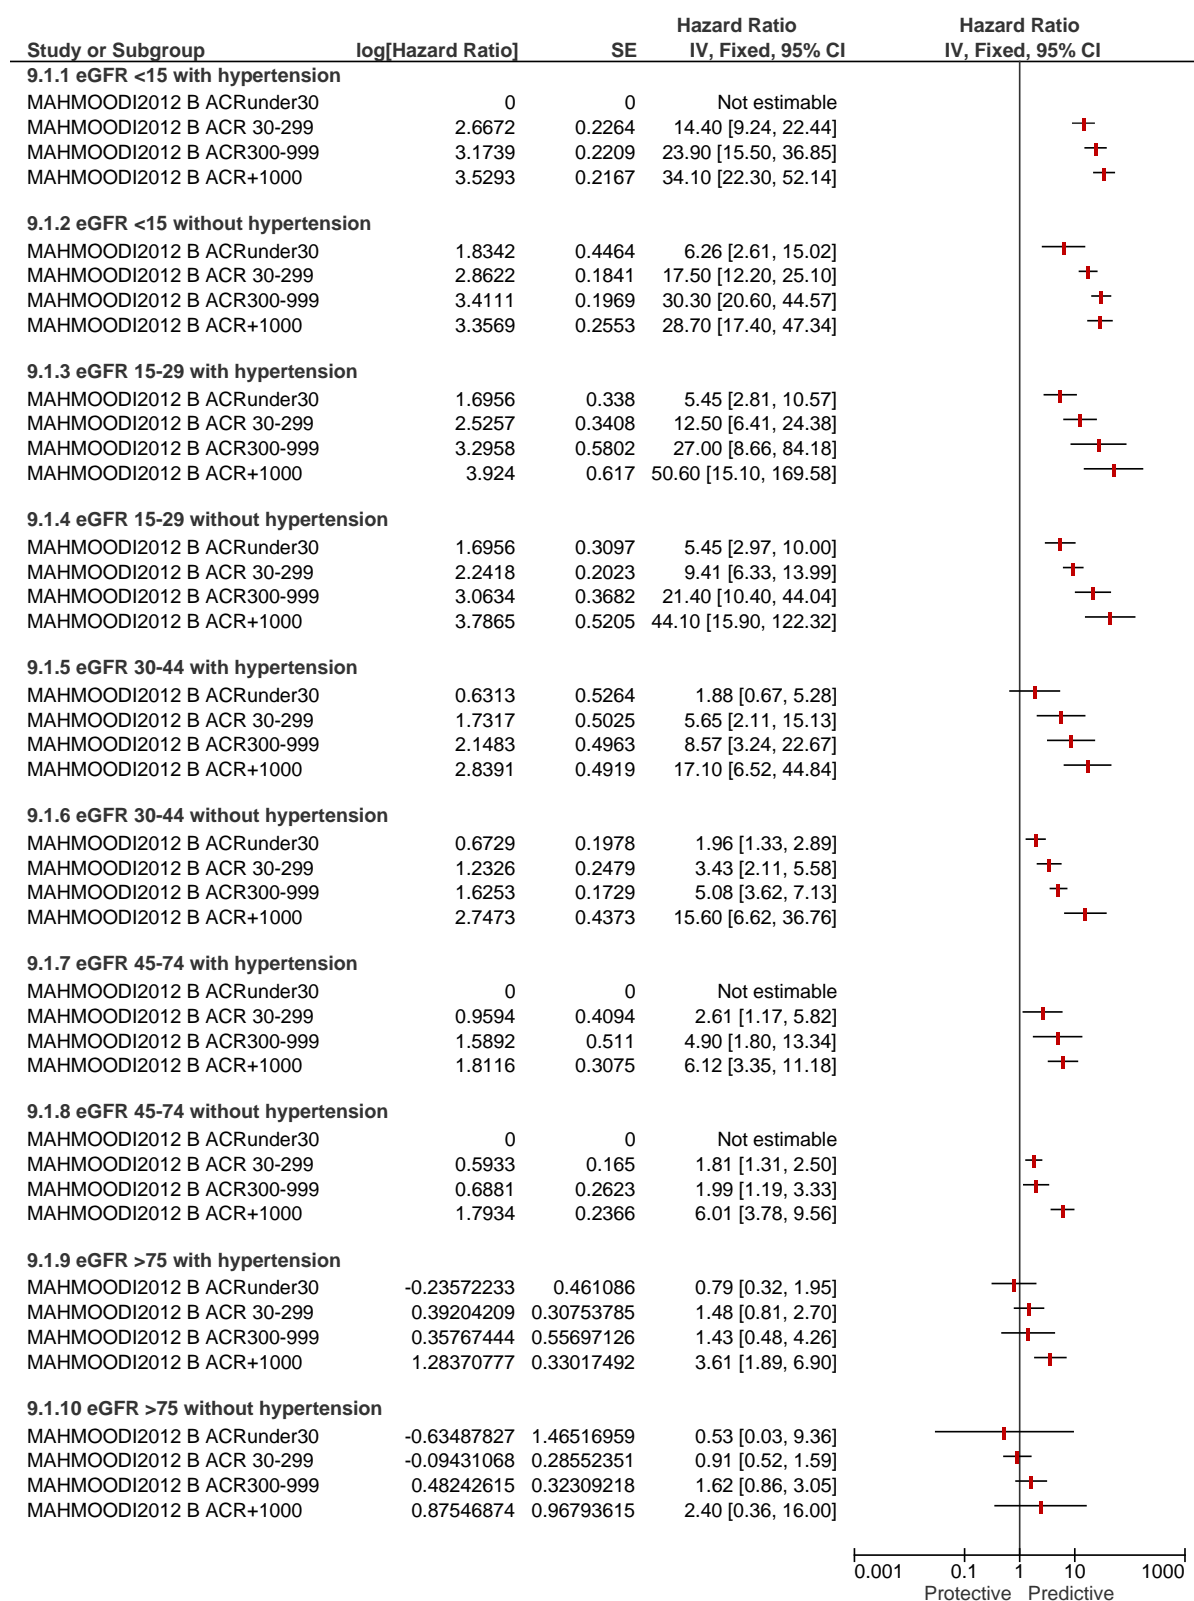 Hazard Ratio Hazard Ratio
Study or Subgroup log[Hazard Ratio] SE IV, Fixed, 95% CI IV, Fixed, 95% CI
9.1.1 eGFR <15 with hypertension
MAHMOODI2012 B ACRunder30 0 0 Not estimable
MAHMOODI2012 B ACR 30-299 2.6672 0.2264 14.40 [9.24, 22.44]
MAHMOODI2012 B ACR300-999 3.1739 0.2209 23.90 [15.50, 36.85]
MAHMOODI2012 B ACR+1000 3.5293 0.2167 34.10 [22.30, 52.14]
9.1.2 eGFR <15 without hypertension
MAHMOODI2012 B ACRunder30 1.8342 0.4464 6.26 [2.61, 15.02]
MAHMOODI2012 B ACR 30-299 2.8622 0.1841 17.50 [12.20, 25.10]
MAHMOODI2012 B ACR300-999 3.4111 0.1969 30.30 [20.60, 44.57]
MAHMOODI2012 B ACR+1000 3.3569 0.2553 28.70 [17.40, 47.34]
9.1.3 eGFR 15-29 with hypertension
MAHMOODI2012 B ACRunder30 1.6956 0.338 5.45 [2.81, 10.57]
MAHMOODI2012 B ACR 30-299 2.5257 0.3408 12.50 [6.41, 24.38]
MAHMOODI2012 B ACR300-999 3.2958 0.5802 27.00 [8.66, 84.18]
MAHMOODI2012 B ACR+1000 3.924 0.617 50.60 [15.10, 169.58]
9.1.4 eGFR 15-29 without hypertension
MAHMOODI2012 B ACRunder30 1.6956 0.3097 5.45 [2.97, 10.00]
MAHMOODI2012 B ACR 30-299 2.2418 0.2023 9.41 [6.33, 13.99]
MAHMOODI2012 B ACR300-999 3.0634 0.3682 21.40 [10.40, 44.04]
MAHMOODI2012 B ACR+1000 3.7865 0.5205 44.10 [15.90, 122.32]
9.1.5 eGFR 30-44 with hypertension
MAHMOODI2012 B ACRunder30 0.6313 0.5264 1.88 [0.67, 5.28]
MAHMOODI2012 B ACR 30-299 1.7317 0.5025 5.65 [2.11, 15.13]
MAHMOODI2012 B ACR300-999 2.1483 0.4963 8.57 [3.24, 22.67]
MAHMOODI2012 B ACR+1000 2.8391 0.4919 17.10 [6.52, 44.84]
9.1.6 eGFR 30-44 without hypertension
MAHMOODI2012 B ACRunder30 0.6729 0.1978 1.96 [1.33, 2.89]
MAHMOODI2012 B ACR 30-299 1.2326 0.2479 3.43 [2.11, 5.58]
MAHMOODI2012 B ACR300-999 1.6253 0.1729 5.08 [3.62, 7.13]
MAHMOODI2012 B ACR+1000 2.7473 0.4373 15.60 [6.62, 36.76]
9.1.7 eGFR 45-74 with hypertension
MAHMOODI2012 B ACRunder30 0 0 Not estimable
MAHMOODI2012 B ACR 30-299 0.9594 0.4094 2.61 [1.17, 5.82]
MAHMOODI2012 B ACR300-999 1.5892 0.511 4.90 [1.80, 13.34]
MAHMOODI2012 B ACR+1000 1.8116 0.3075 6.12 [3.35, 11.18]
9.1.8 eGFR 45-74 without hypertension
MAHMOODI2012 B ACRunder30 0 0 Not estimable
MAHMOODI2012 B ACR 30-299 0.5933 0.165 1.81 [1.31, 2.50]
MAHMOODI2012 B ACR300-999 0.6881 0.2623 1.99 [1.19, 3.33]
MAHMOODI2012 B ACR+1000 1.7934 0.2366 6.01 [3.78, 9.56]
9.1.9 eGFR >75 with hypertension
MAHMOODI2012 B ACRunder30 -0.23572233 0.461086 0.79 [0.32, 1.95]
MAHMOODI2012 B ACR 30-299 0.39204209 0.30753785 1.48 [0.81, 2.70]
MAHMOODI2012 B ACR300-999 0.35767444 0.55697126 1.43 [0.48, 4.26]
MAHMOODI2012 B ACR+1000 1.28370777 0.33017492 3.61 [1.89, 6.90]
9.1.10 eGFR >75 without hypertension
MAHMOODI2012 B ACRunder30 -0.63487827 1.46516959 0.53 [0.03, 9.36]
MAHMOODI2012 B ACR 30-299 -0.09431068 0.28552351 0.91 [0.52, 1.59]
MAHMOODI2012 B ACR300-999 0.48242615 0.32309218 1.62 [0.86, 3.05]
MAHMOODI2012 B ACR+1000 0.87546874 0.96793615 2.40 [0.36, 16.00]
0.001 0.1 1 10 1000
Protective Predictive